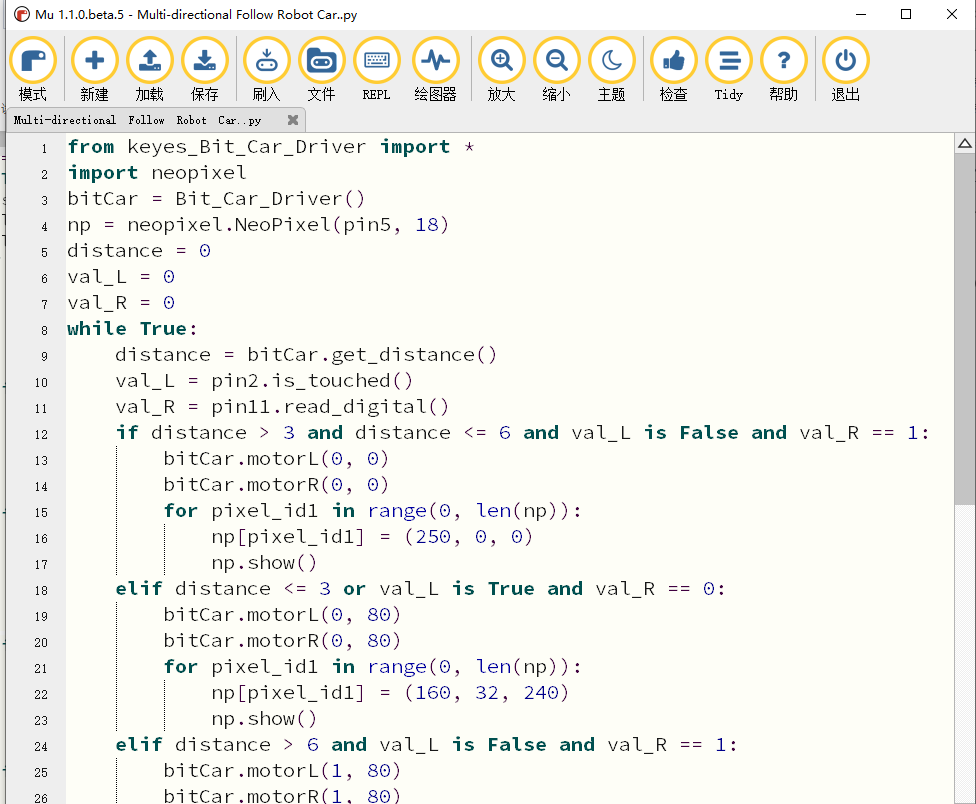 Mu 1.1.0.beta.5 - Multi-directional Follow Robot Car..py
模式 新建 加载 保存 刷入 文件 REPL 绘图器 放大 缩小 主题 检查 Tidy 帮助 退出
Multi-directional Follow Robot Car..py
1 from keyes_Bit_Car_Driver import *
2 import neopixel
3 bitCar = Bit_Car_Driver()
4 np = neopixel.NeoPixel(pin5, 18)
5 distance = 0
6 val_L = 0
7 val_R = 0
8 while True:
9 distance = bitCar.get_distance()
10 val_L = pin2.is_touched()
11 val_R = pin11.read_digital()
12 if distance > 3 and distance <= 6 and val_L is False and val_R == 1:
13 bitCar.motorL(0, 0)
14 bitCar.motorR(0, 0)
15 for pixel_id1 in range(0, len(np)):
16 np[pixel_id1] = (250, 0, 0)
17 np.show()
18 elif distance <= 3 or val_L is True and val_R == 0:
19 bitCar.motorL(0, 80)
20 bitCar.motorR(0, 80)
21 for pixel_id1 in range(0, len(np)):
22 np[pixel_id1] = (160, 32, 240)
23 np.show()
24 elif distance > 6 and val_L is False and val_R == 1:
25 bitCar.motorL(1, 80)
26 bitCar.motorR(1, 80)